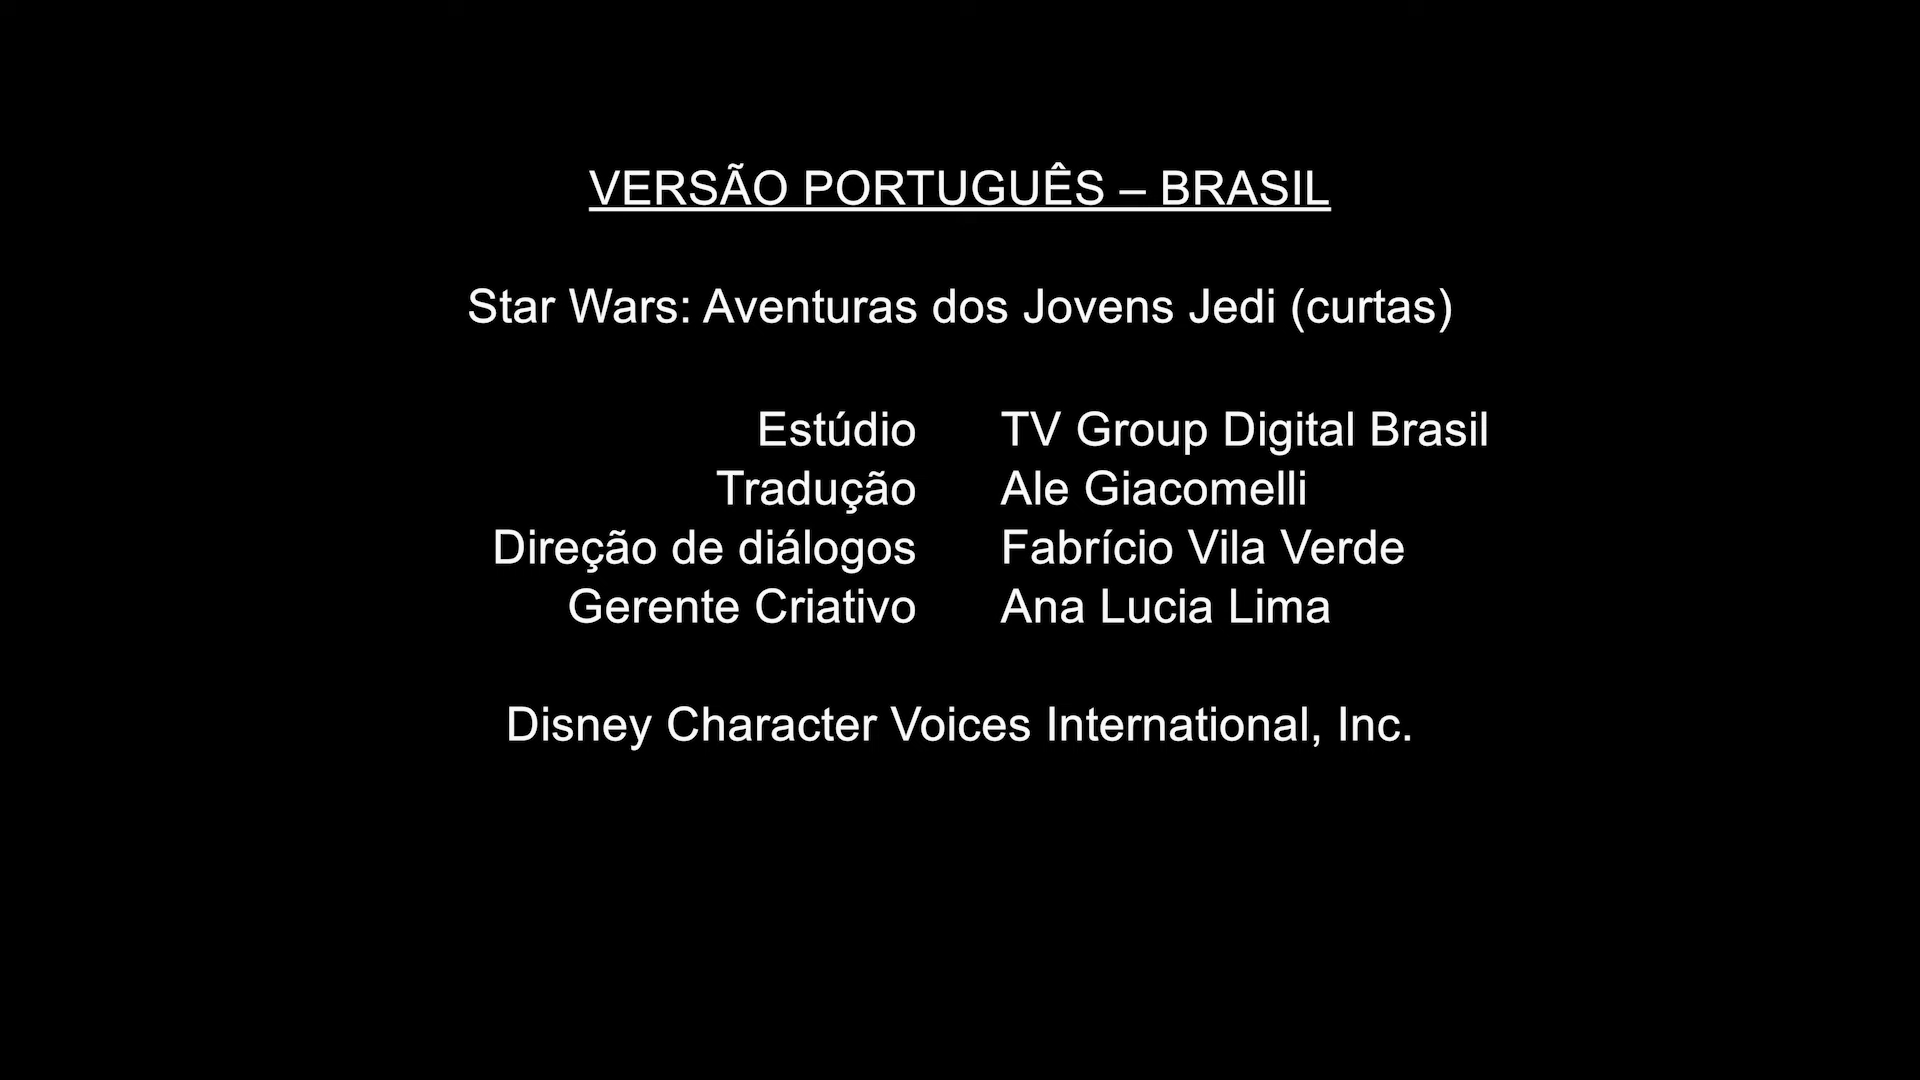 VERSÃO PORTUGUÊS – BRASIL
Star Wars: Aventuras dos Jovens Jedi (curtas)
Estúdio TV Group Digital Brasil
Tradução Ale Giacomelli
Direção de diálogos Fabrício Vila Verde
Gerente Criativo Ana Lucia Lima
Disney Character Voices International, Inc.